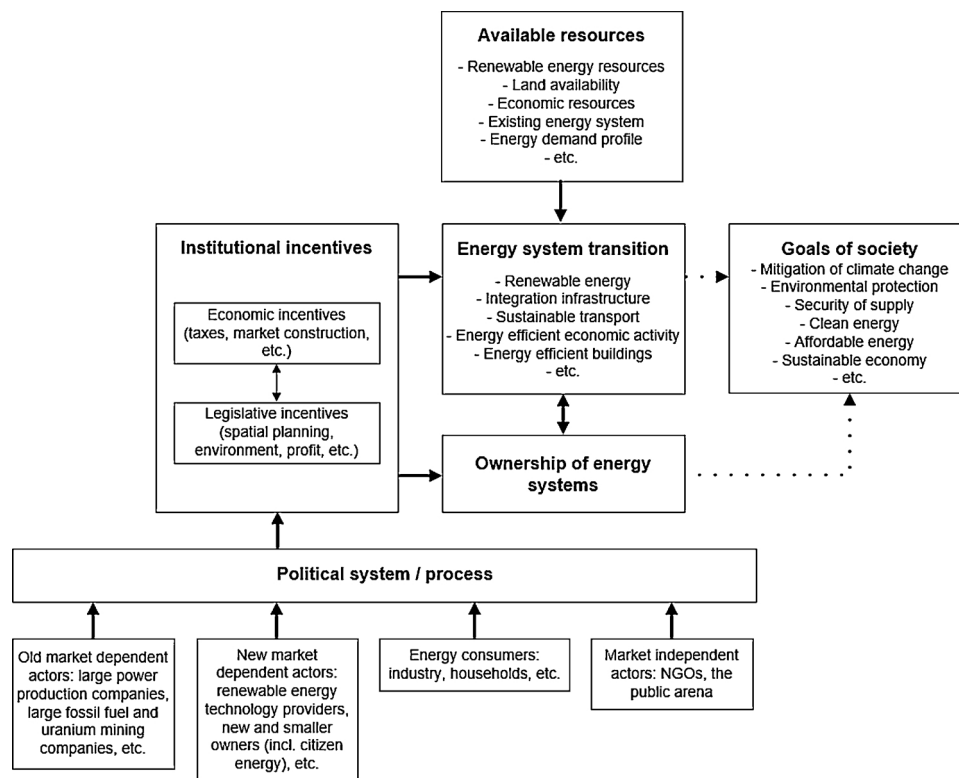 Available resources
- Renewable energy resources
- Land availability
- Economic resources
- Existing energy system
- Energy demand profile
- etc.
Institutional incentives
Economic incentives
(taxes, market construction,
etc.)
Legislative incentives
(spatial planning,
environment, profit, etc.)
Energy system transition
- Renewable energy
- Integration infrastructure
- Sustainable transport
- Energy efficient economic activity
- Energy efficient buildings
- etc.
Goals of society
- Mitigation of climate change
- Environmental protection
- Security of supply
- Clean energy
- Affordable energy
- Sustainable economy
- etc.
Ownership of energy
systems
Political system / process
Old market dependent
actors: large power
production companies,
large fossil fuel and
uranium mining
companies, etc.
New market
dependent actors:
renewable energy
technology providers,
new and smaller
owners (incl. citizen
energy), etc.
Energy consumers:
industry, households, etc.
Market independent
actors: NGOs, the
public arena